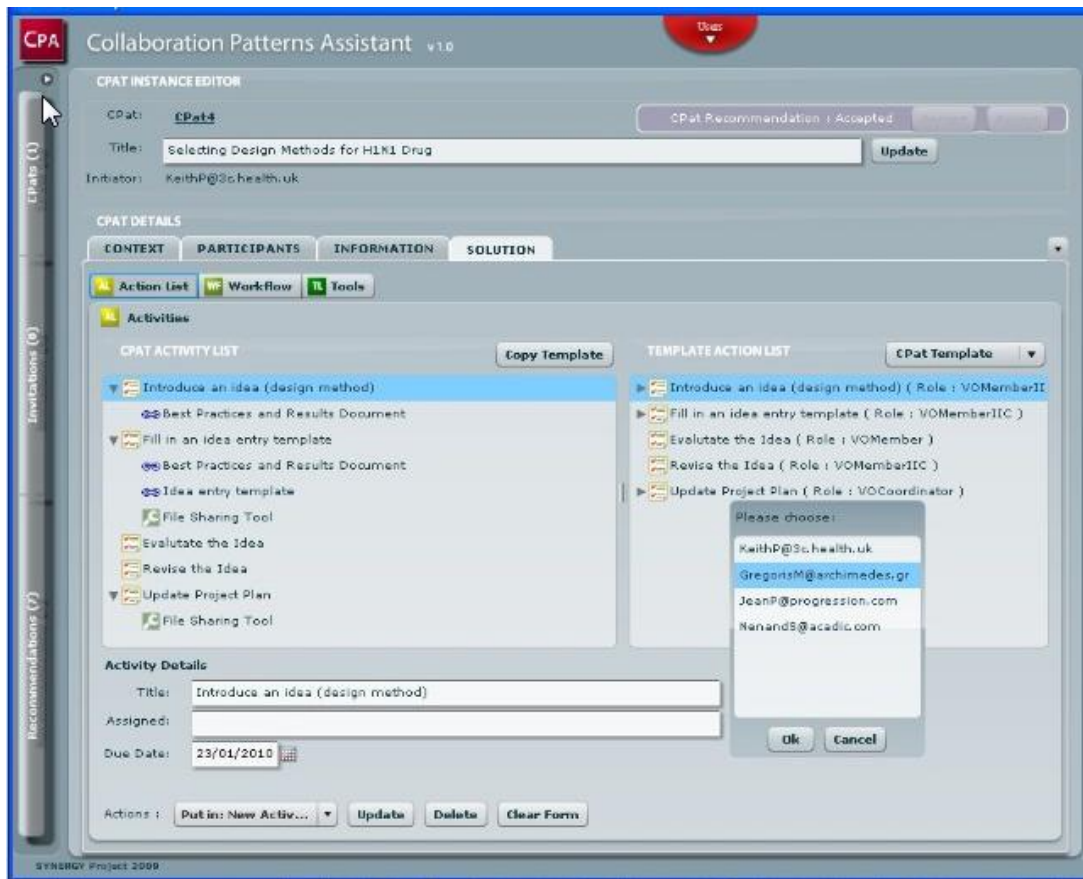 CPA
Collaboration Patterns Assistant v1.0
Users
CPAT INSTANCE EDITOR
CPat: CPat4
CPat Recommendation : Accepted
Title: Selecting Design Methods for H1N1 Drug
Update
Initiator: KeithP@3c.health.uk
CPats (1)
Invitations (0)
Recommendations (7)
CPAT DETAILS
CONTEXT PARTICIPANTS INFORMATION SOLUTION
AL Action List WF Workflow TL Tools
AL Activities
CPAT ACTIVITY LIST
Copy Template
Introduce an idea (design method)
Best Practices and Results Document
Fill in an idea entry template
Best Practices and Results Document
Idea entry template
File Sharing Tool
Evalutate the Idea
Revise the Idea
Update Project Plan
File Sharing Tool
TEMPLATE ACTION LIST
CPat Template
Introduce an idea (design method) ( Role : VOMemberII
Fill in an idea entry template ( Role : VOMemberIIC )
Evalutate the Idea ( Role : VOMember )
Revise the Idea ( Role : VOMemberIIC )
Update Project Plan ( Role : VOCoordinator )
Please choose:
KeithP@3c.health.uk
GregorisM@archimedes.gr
JeanP@progression.com
NenandS@acadic.com
Ok Cancel
Activity Details
Title: Introduce an idea (design method)
Assigned:
Due Date: 23/01/2010
Actions : Put in: New Activ... Update Delete Clear Form
SYNERGY Project 2009